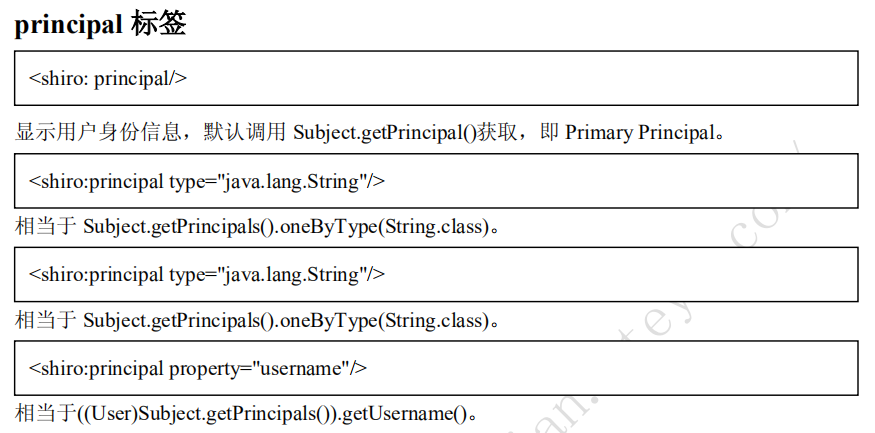 principal 标签
<shiro: principal/>
显示用户身份信息，默认调用 Subject.getPrincipal()获取，即 Primary Principal。
<shiro:principal type="java.lang.String"/>
相当于 Subject.getPrincipals().oneByType(String.class)。
<shiro:principal type="java.lang.String"/>
相当于 Subject.getPrincipals().oneByType(String.class)。
<shiro:principal property="username"/>
相当于((User)Subject.getPrincipals()).getUsername()。